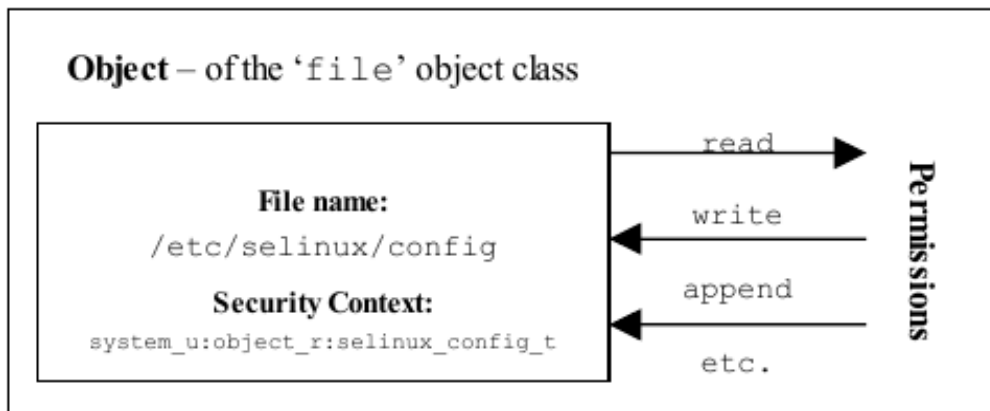 Object – of the ‘file’ object class
File name:
/etc/selinux/config
Security Context:
system_u:object_r:selinux_config_t
read
write
append
etc.
Permissions